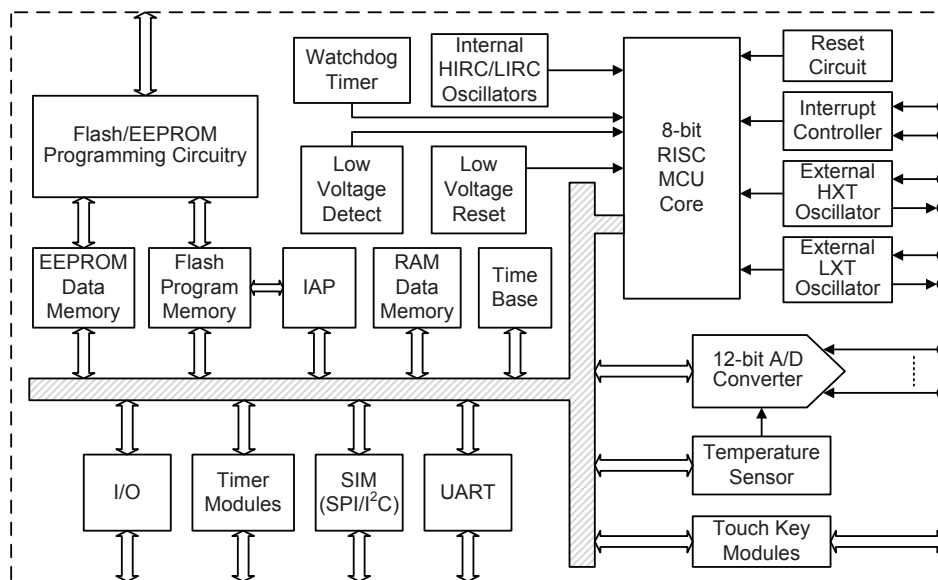 Watchdog
Timer
Internal
HIRC/LIRC
Oscillators
Reset
Circuit
Flash/EEPROM
Programming Circuitry
8-bit
RISC
MCU
Core
Interrupt
Controller
Low
Voltage
Detect
Low
Voltage
Reset
External
HXT
Oscillator
EEPROM
Data
Memory
Flash
Program
Memory
IAP
RAM
Data
Memory
Time
Base
External
LXT
Oscillator
12-bit A/D
Converter
I/O
Timer
Modules
SIM
(SPI/I²C)
UART
Temperature
Sensor
Touch Key
Modules